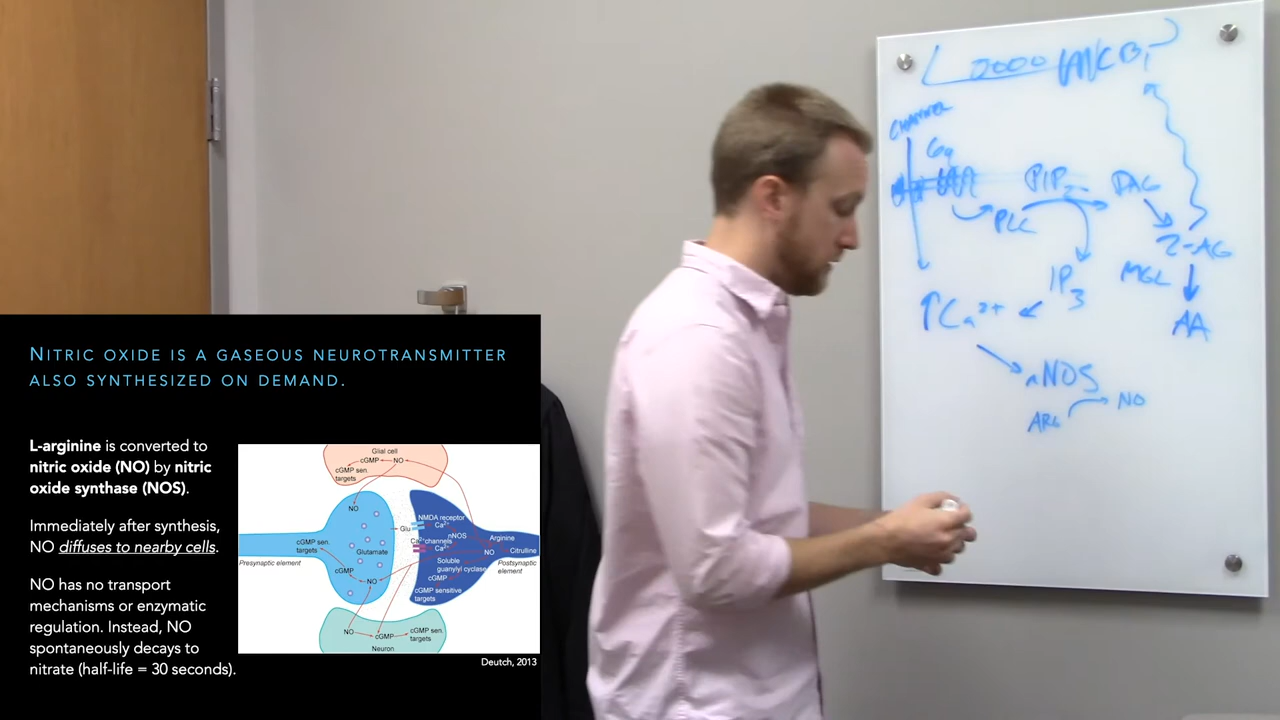 NITRIC OXIDE IS A GASEOUS NEUROTRANSMITTER
ALSO SYNTHESIZED ON DEMAND.
L-arginine is converted to
nitric oxide (NO) by nitric
oxide synthase (NOS).
Immediately after synthesis,
NO diffuses to nearby cells.
NO has no transport
mechanisms or enzymatic
regulation. Instead, NO
spontaneously decays to
nitrate (half-life = 30 seconds).
Glial cell
cGMP NO
cGMP sen.
targets
NO
Glutamate
cGMP sen.
targets
Presynaptic element
cGMP
NO
Glu
NMDA receptor
Ca2+
nNOS
Ca2+channels
Ca2+
Arginine
NO
Citrulline
Soluble
guanylyl cyclase
cGMP
cGMP sensitive
targets
Postsynaptic
element
NO
cGMP
cGMP sen.
targets
Neuron
Deutch, 2013
CB1
CHANNEL
Gq
PLC
PIP2
DAG
2-AG
MGL
AA
IP3
↑Ca2+
nNOS
ARG
NO